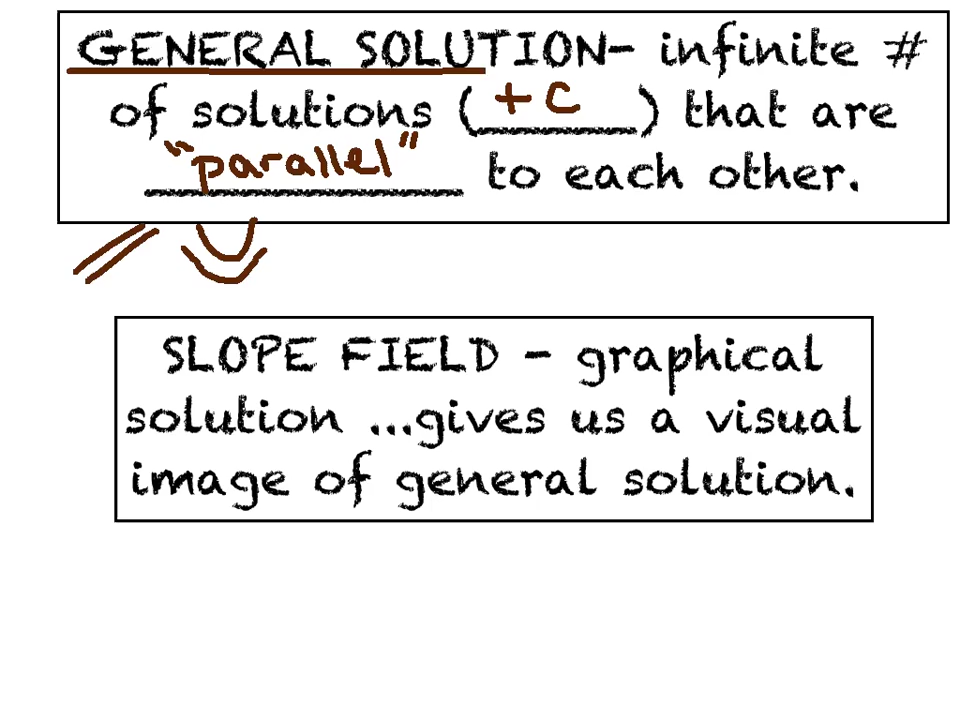 GENERAL SOLUTION- infinite #
of solutions (+ C) that are
"parallel" to each other.
SLOPE FIELD - graphical
solution ...gives us a visual
image of general solution.